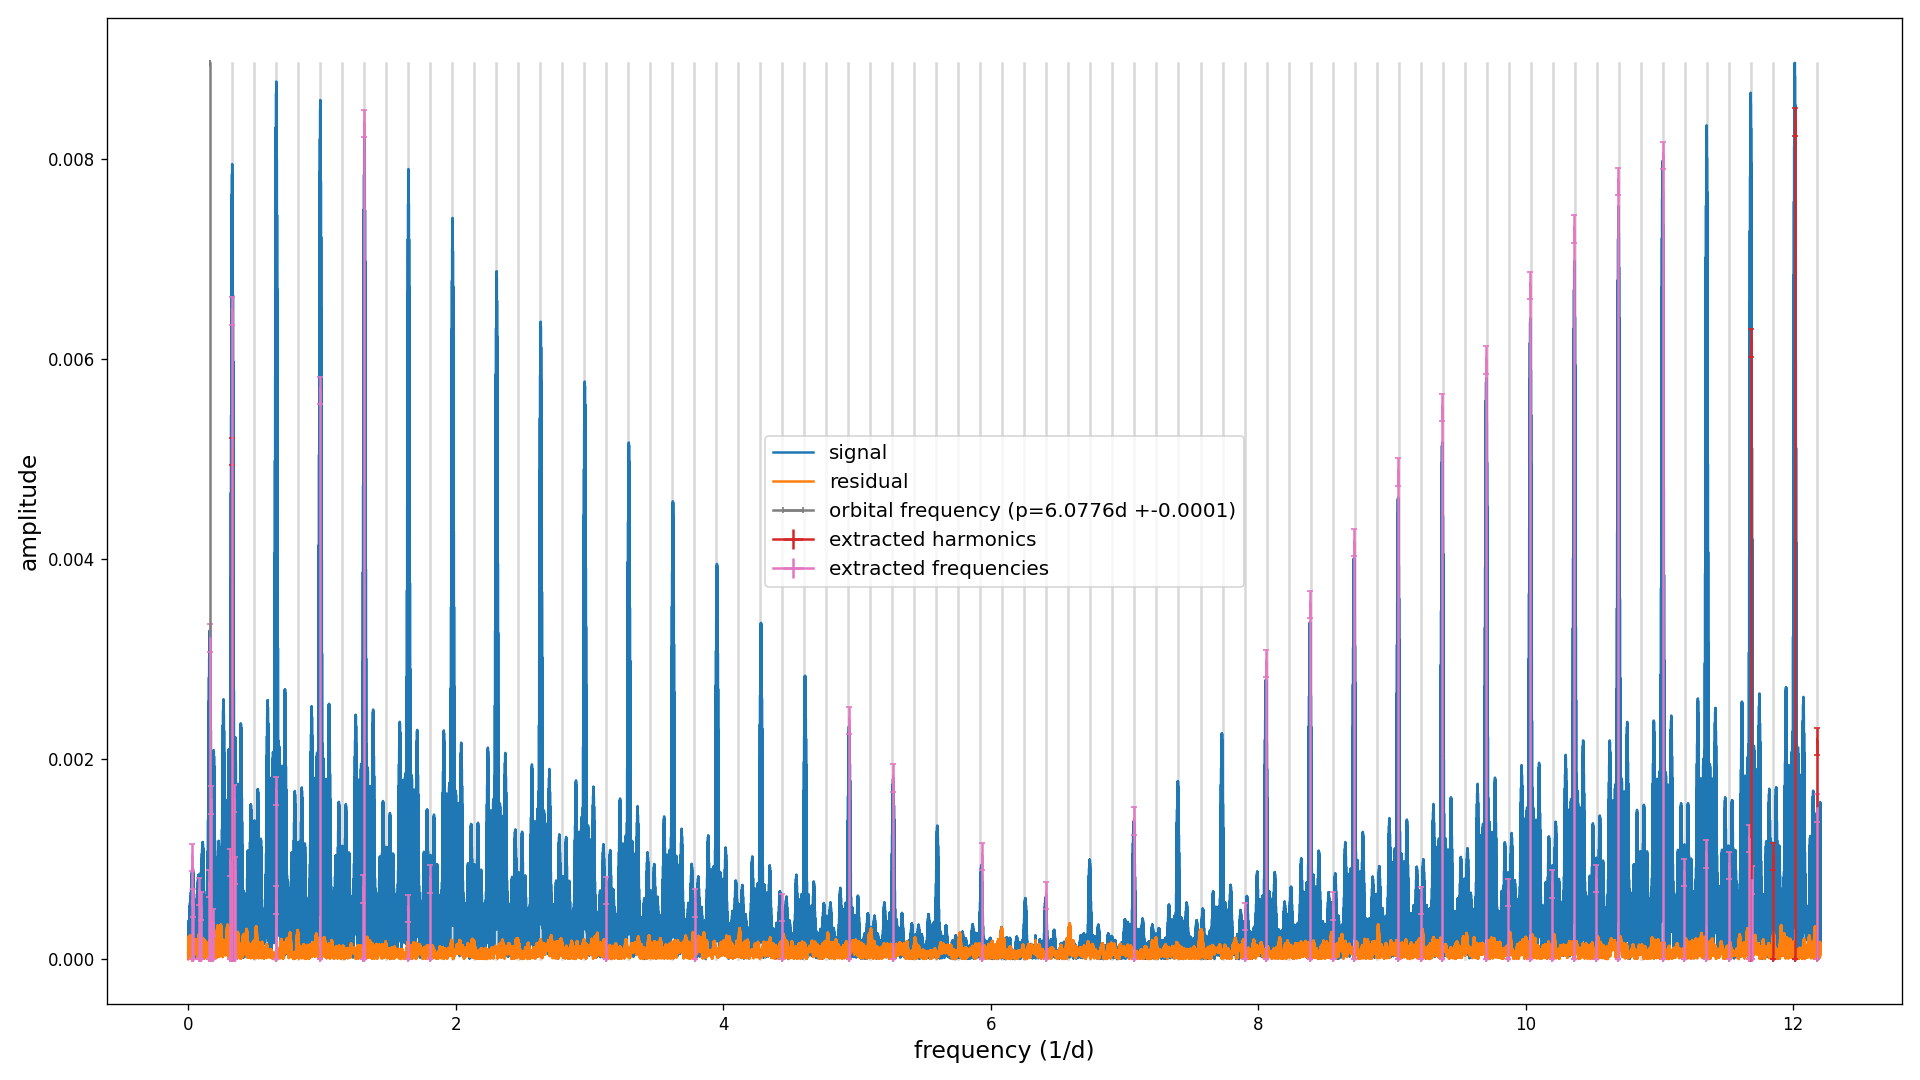 0.008
0.006
0.004
0.002
0.000
amplitude
signal
residual
orbital frequency (p=6.0776d +-0.0001)
extracted harmonics
extracted frequencies
0 2 4 6 8 10 12
frequency (1/d)